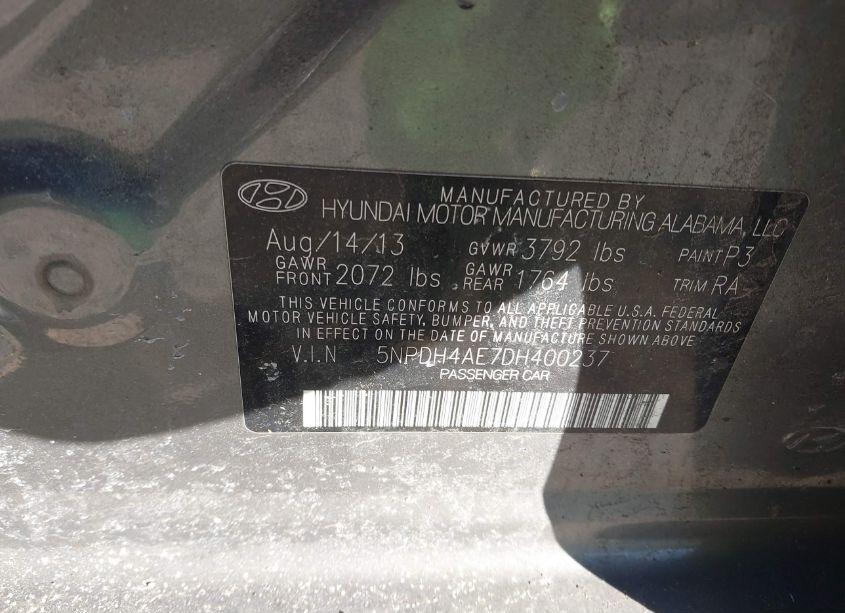 MANUFACTURED BY
HYUNDAI MOTOR MANUFACTURING ALABAMA, LLC
Aug/14/13 GVWR 3792 lbs PAINT P3
GAWR FRONT 2072 lbs GAWR REAR 1764 lbs TRIM RA
THIS VEHICLE CONFORMS TO ALL APPLICABLE U.S.A. FEDERAL
MOTOR VEHICLE SAFETY, BUMPER, AND THEFT PREVENTION STANDARDS
IN EFFECT ON THE DATE OF MANUFACTURE SHOWN ABOVE
V.I.N 5NPDH4AE7DH400237
PASSENGER CAR